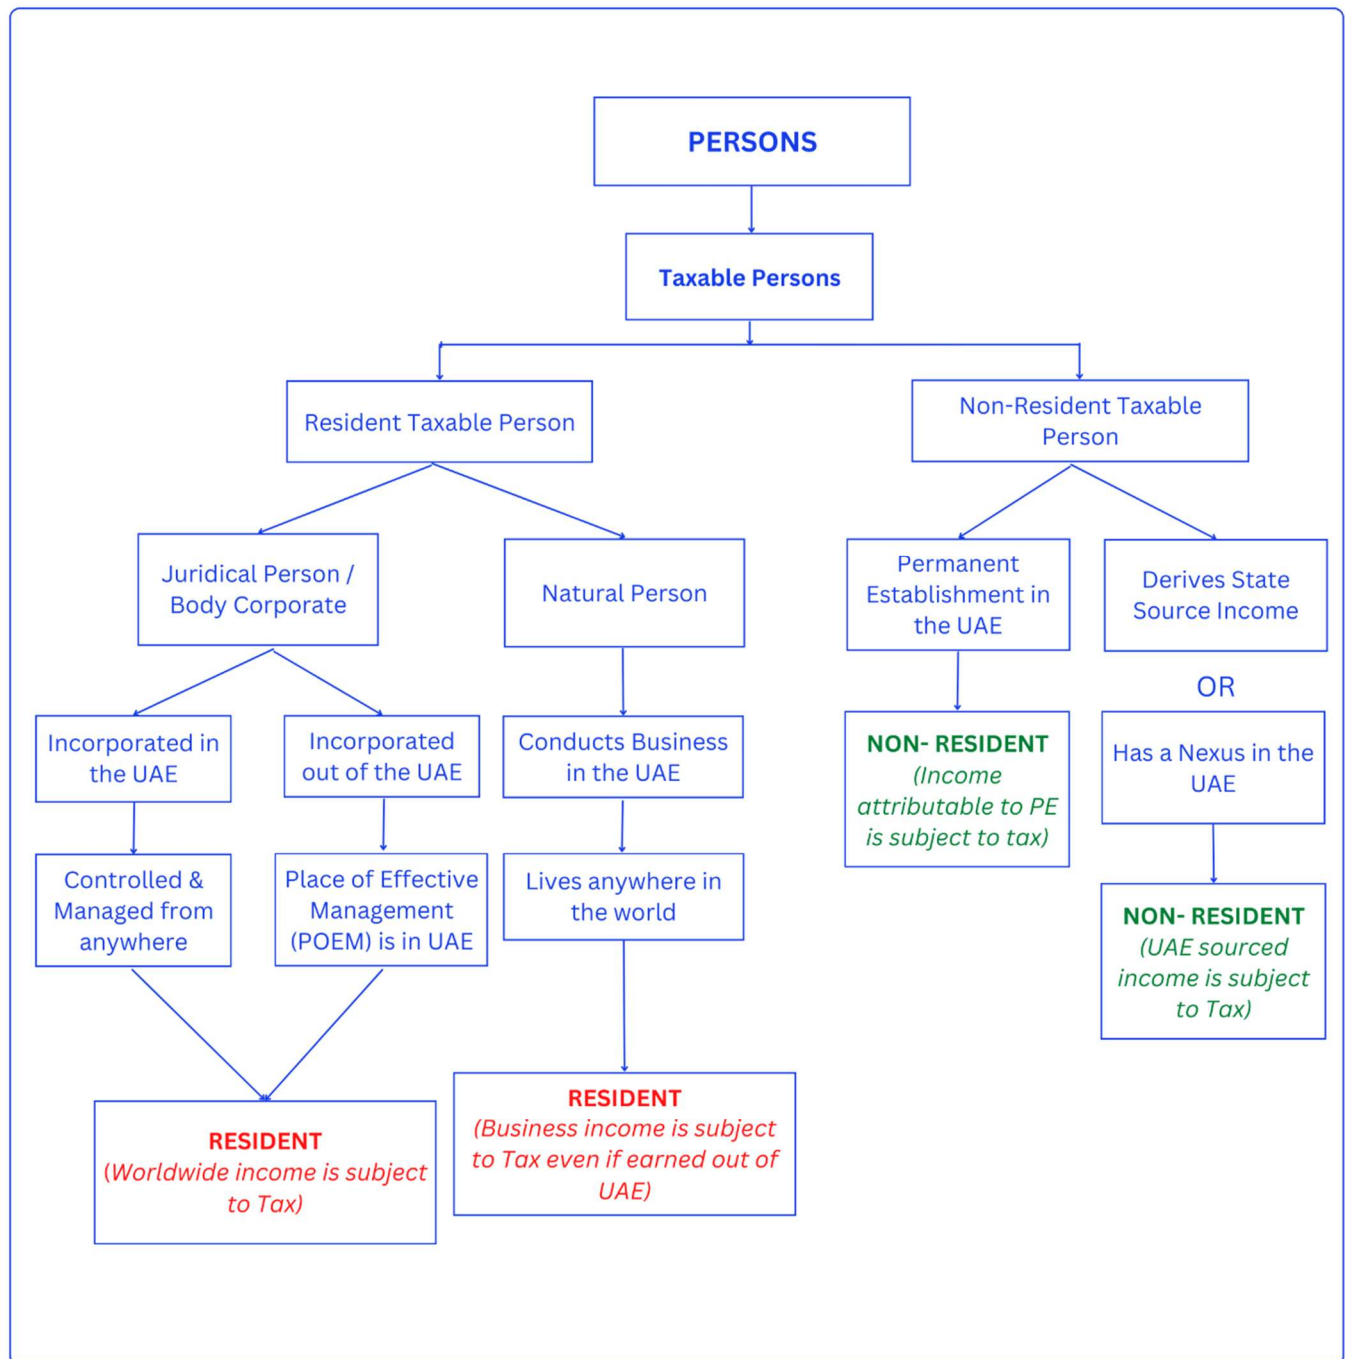 PERSONS
Taxable Persons
Resident Taxable Person
Non-Resident Taxable
Person
Juridical Person /
Body Corporate
Natural Person
Permanent
Establishment in
the UAE
Derives State
Source Income
OR
Incorporated in
the UAE
Incorporated
out of the UAE
Conducts Business
in the UAE
NON- RESIDENT
(Income
attributable to PE
is subject to tax)
Has a Nexus in the
UAE
Controlled &
Managed from
anywhere
Place of Effective
Management
(POEM) is in UAE
Lives anywhere in
the world
NON- RESIDENT
(UAE sourced
income is subject
to Tax)
RESIDENT
(Worldwide income is subject
to Tax)
RESIDENT
(Business income is subject
to Tax even if earned out of
UAE)